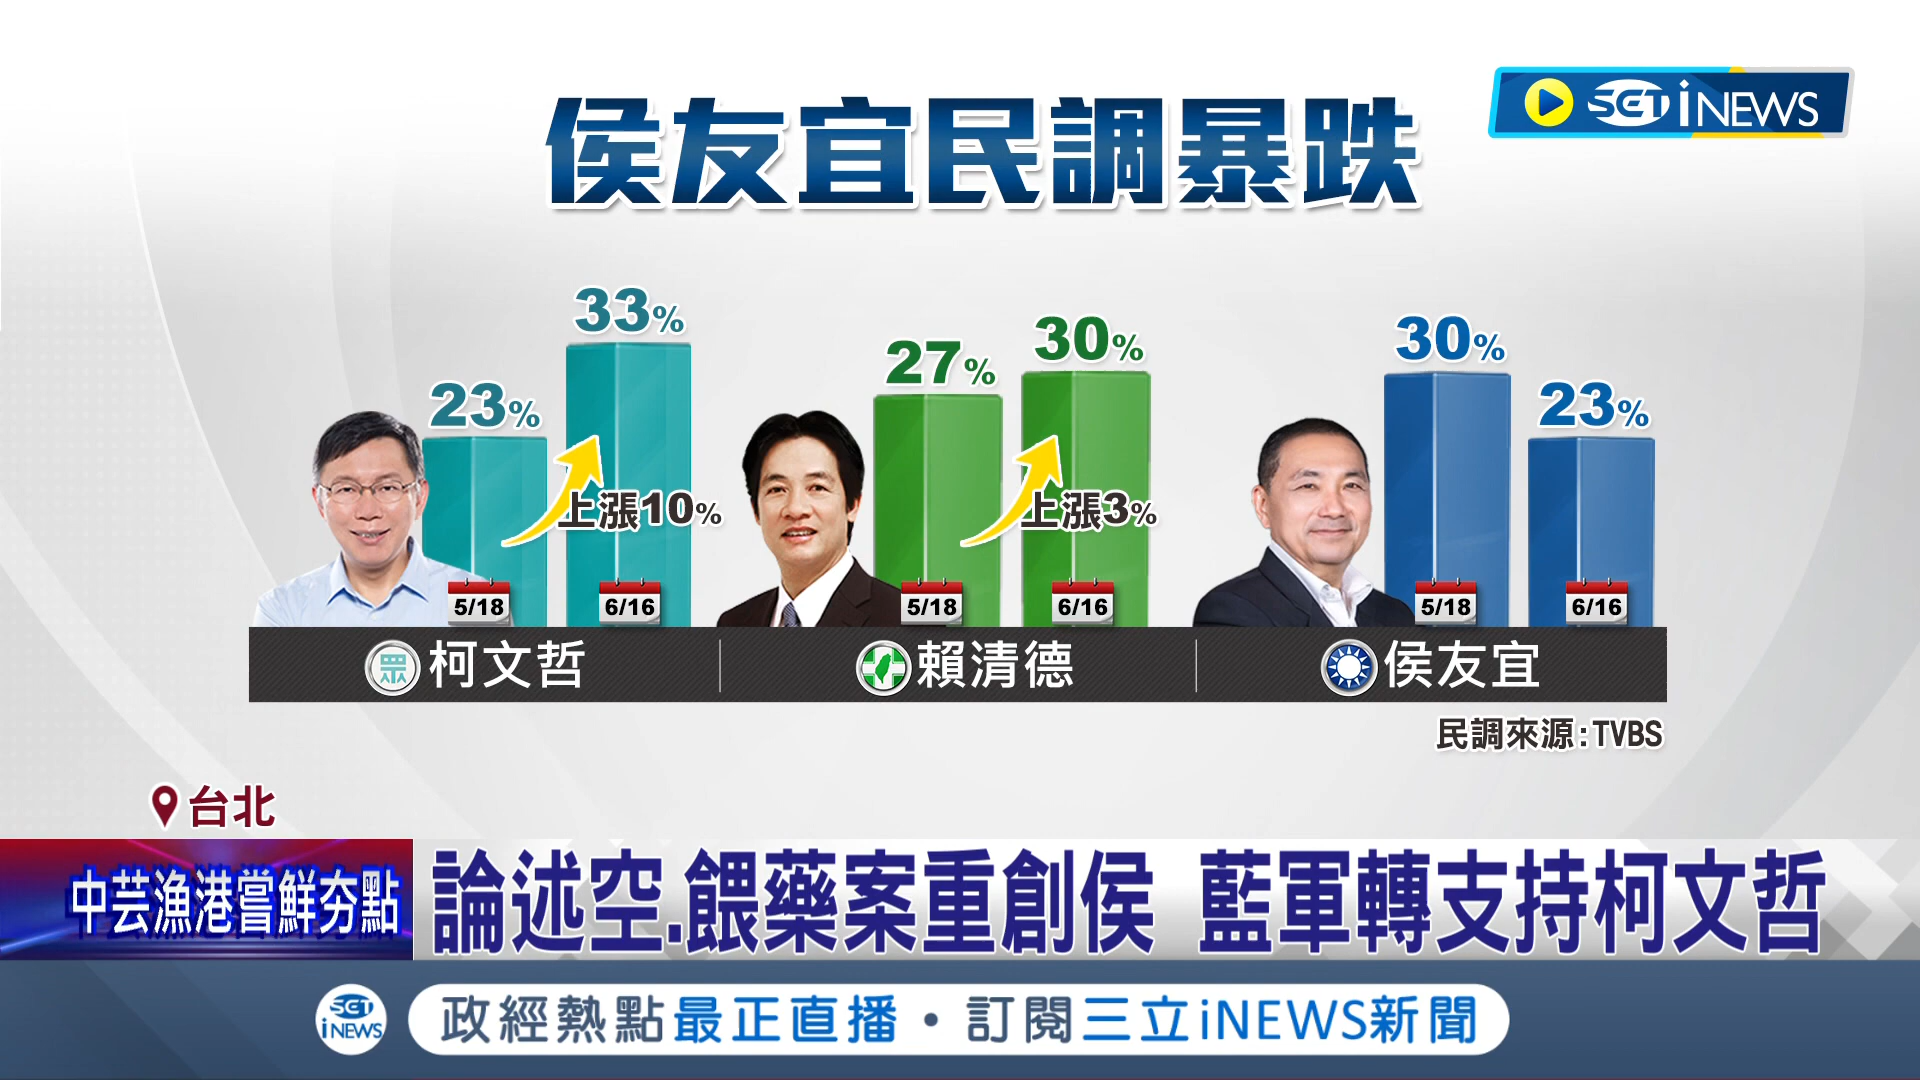 侯友宜民調暴跌
SET iNEWS
23%
33%
上漲10%
5/18
6/16
27%
30%
上漲3%
5/18
6/16
30%
23%
5/18
6/16
眾 柯文哲
賴清德
侯友宜
民調來源:TVBS
台北
中芸漁港嘗鮮夯點
論述空.餵藥案重創侯 藍軍轉支持柯文哲
SET iNEWS
政經熱點最正直播・訂閱三立iNEWS新聞